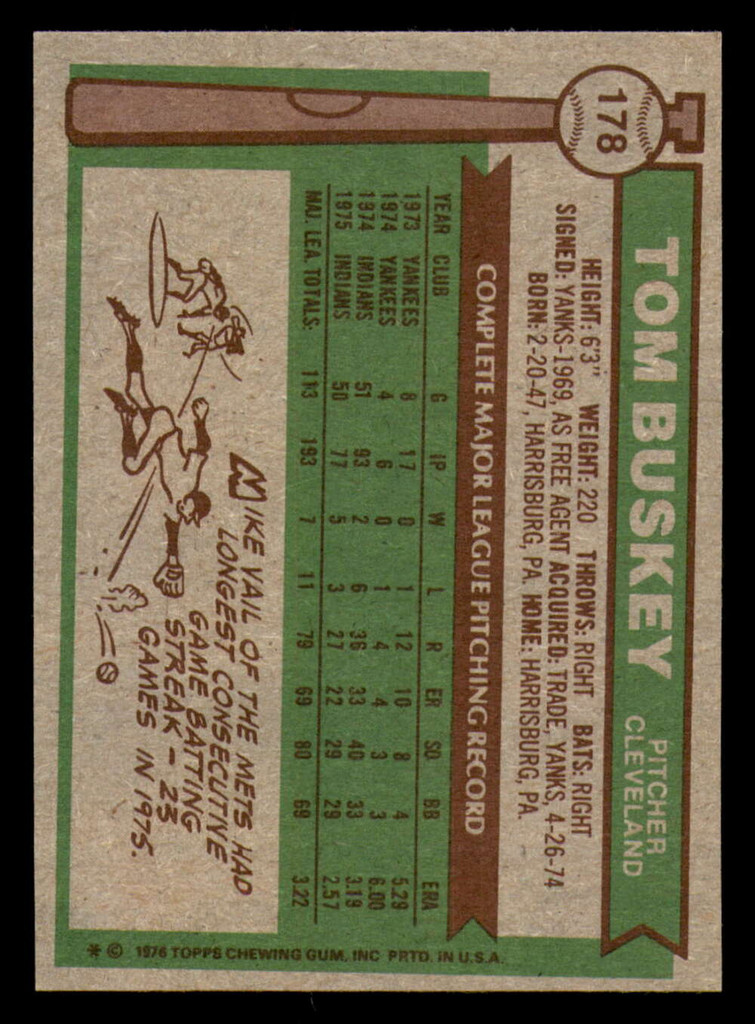 178
TOM BUSKEY
PITCHER
CLEVELAND
HEIGHT: 6'3" WEIGHT: 220 THROWS: RIGHT BATS: RIGHT
SIGNED: YANKS-1969, AS FREE AGENT ACQUIRED: TRADE, YANKS, 4-26-74
BORN: 2-20-47, HARRISBURG, PA. HOME: HARRISBURG, PA.
COMPLETE MAJOR LEAGUE PITCHING RECORD
YEAR CLUB G IP W L R ER SO BB ERA
1973 YANKEES 8 17 0 1 12 10 8 4 5.29
1974 YANKEES 4 6 0 1 4 4 3 3 6.00
1974 INDIANS 51 93 2 6 36 33 40 33 3.19
1975 INDIANS 50 77 5 3 27 22 29 29 2.57
MAJ. LEA. TOTALS: 113 193 7 11 79 69 80 69 3.22
MIKE VAIL OF THE METS HAD
LONGEST CONSECUTIVE
GAME BATTING
STREAK - 23
GAMES IN 1975.
* © 1976 TOPPS CHEWING GUM, INC PRTD. IN U.S.A.